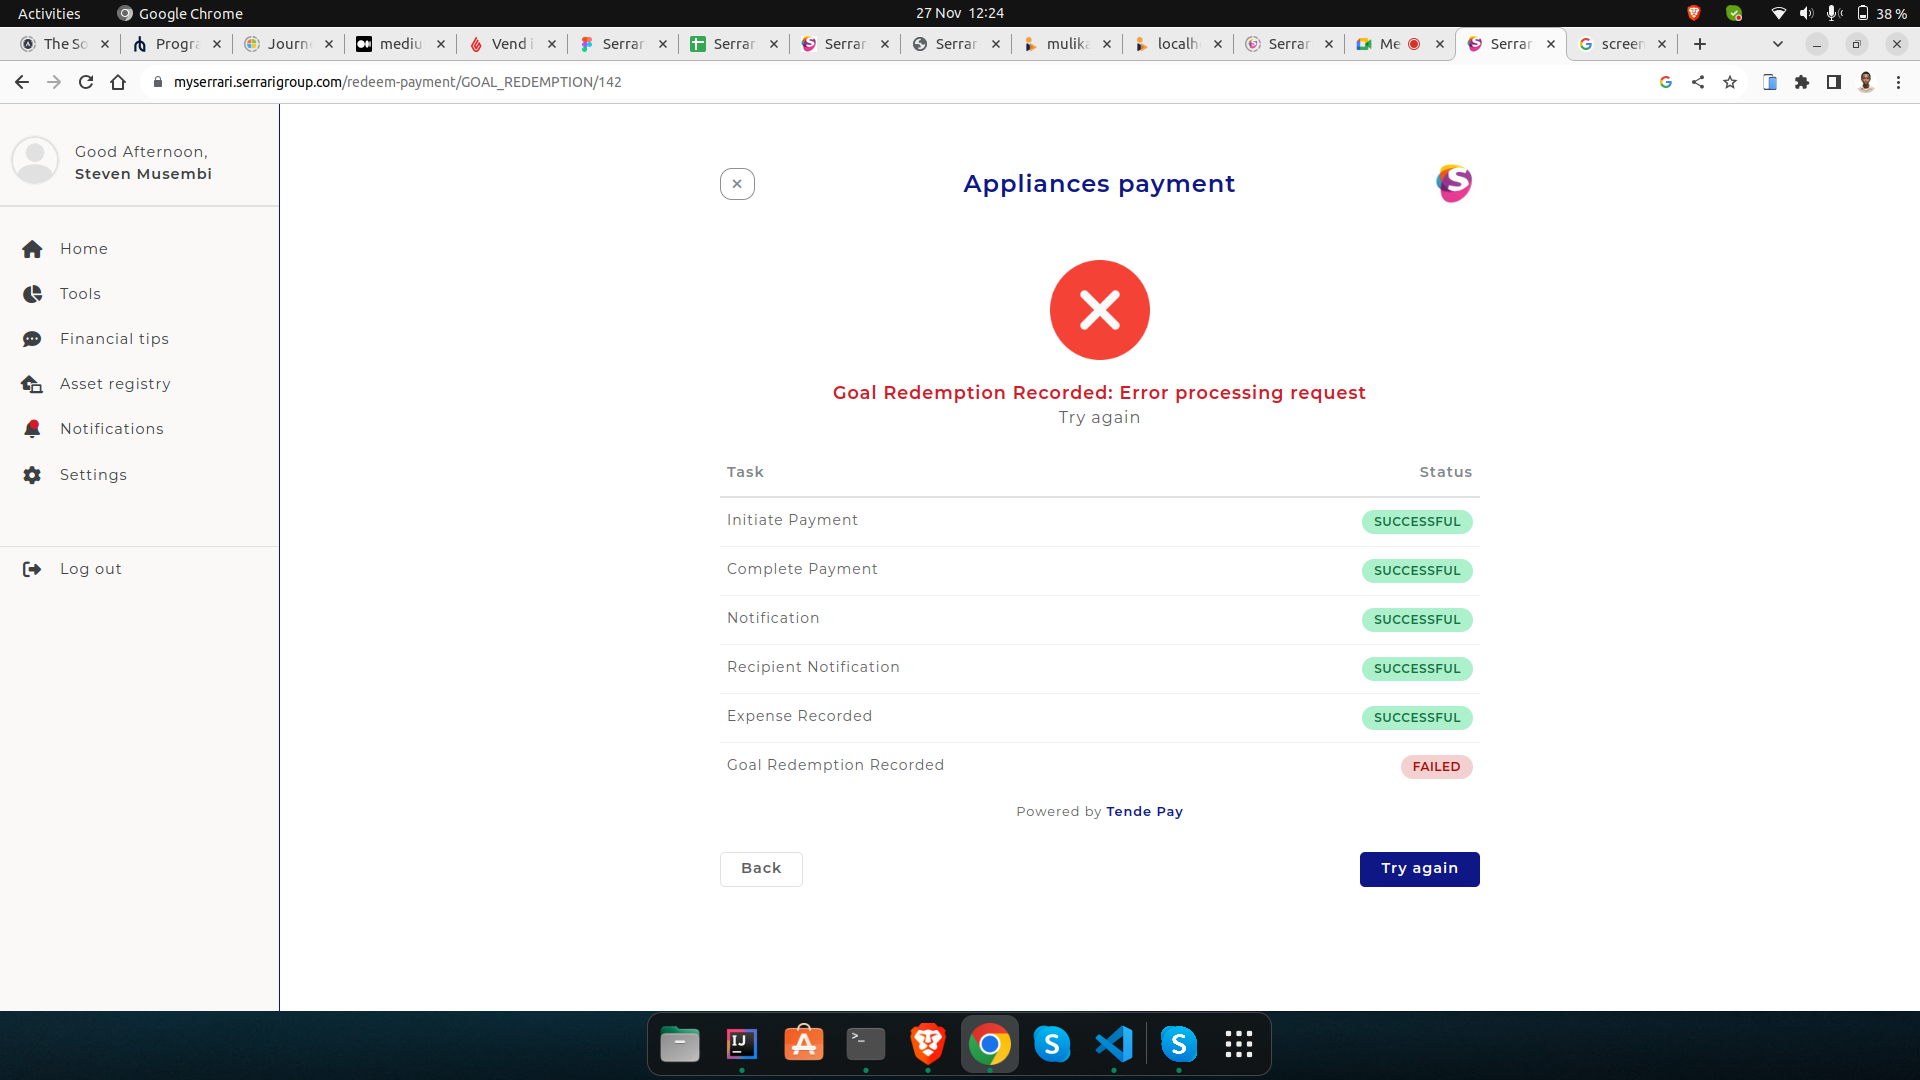 Activities
Google Chrome
27 Nov 12:24
38 %
The So
Progra
Journ
mediu
Vend i
Serrar
Serrar
Serrar
Serrar
mulika
localh
Serrar
Me
Serrar
screen
myserrari.serrarigroup.com/redeem-payment/GOAL_REDEMPTION/142
Good Afternoon,
Steven Musembi
Home
Tools
Financial tips
Asset registry
Notifications
Settings
Log out
Appliances payment
Goal Redemption Recorded: Error processing request
Try again
Task Status
Initiate Payment SUCCESSFUL
Complete Payment SUCCESSFUL
Notification SUCCESSFUL
Recipient Notification SUCCESSFUL
Expense Recorded SUCCESSFUL
Goal Redemption Recorded FAILED
Powered by Tende Pay
Back
Try again